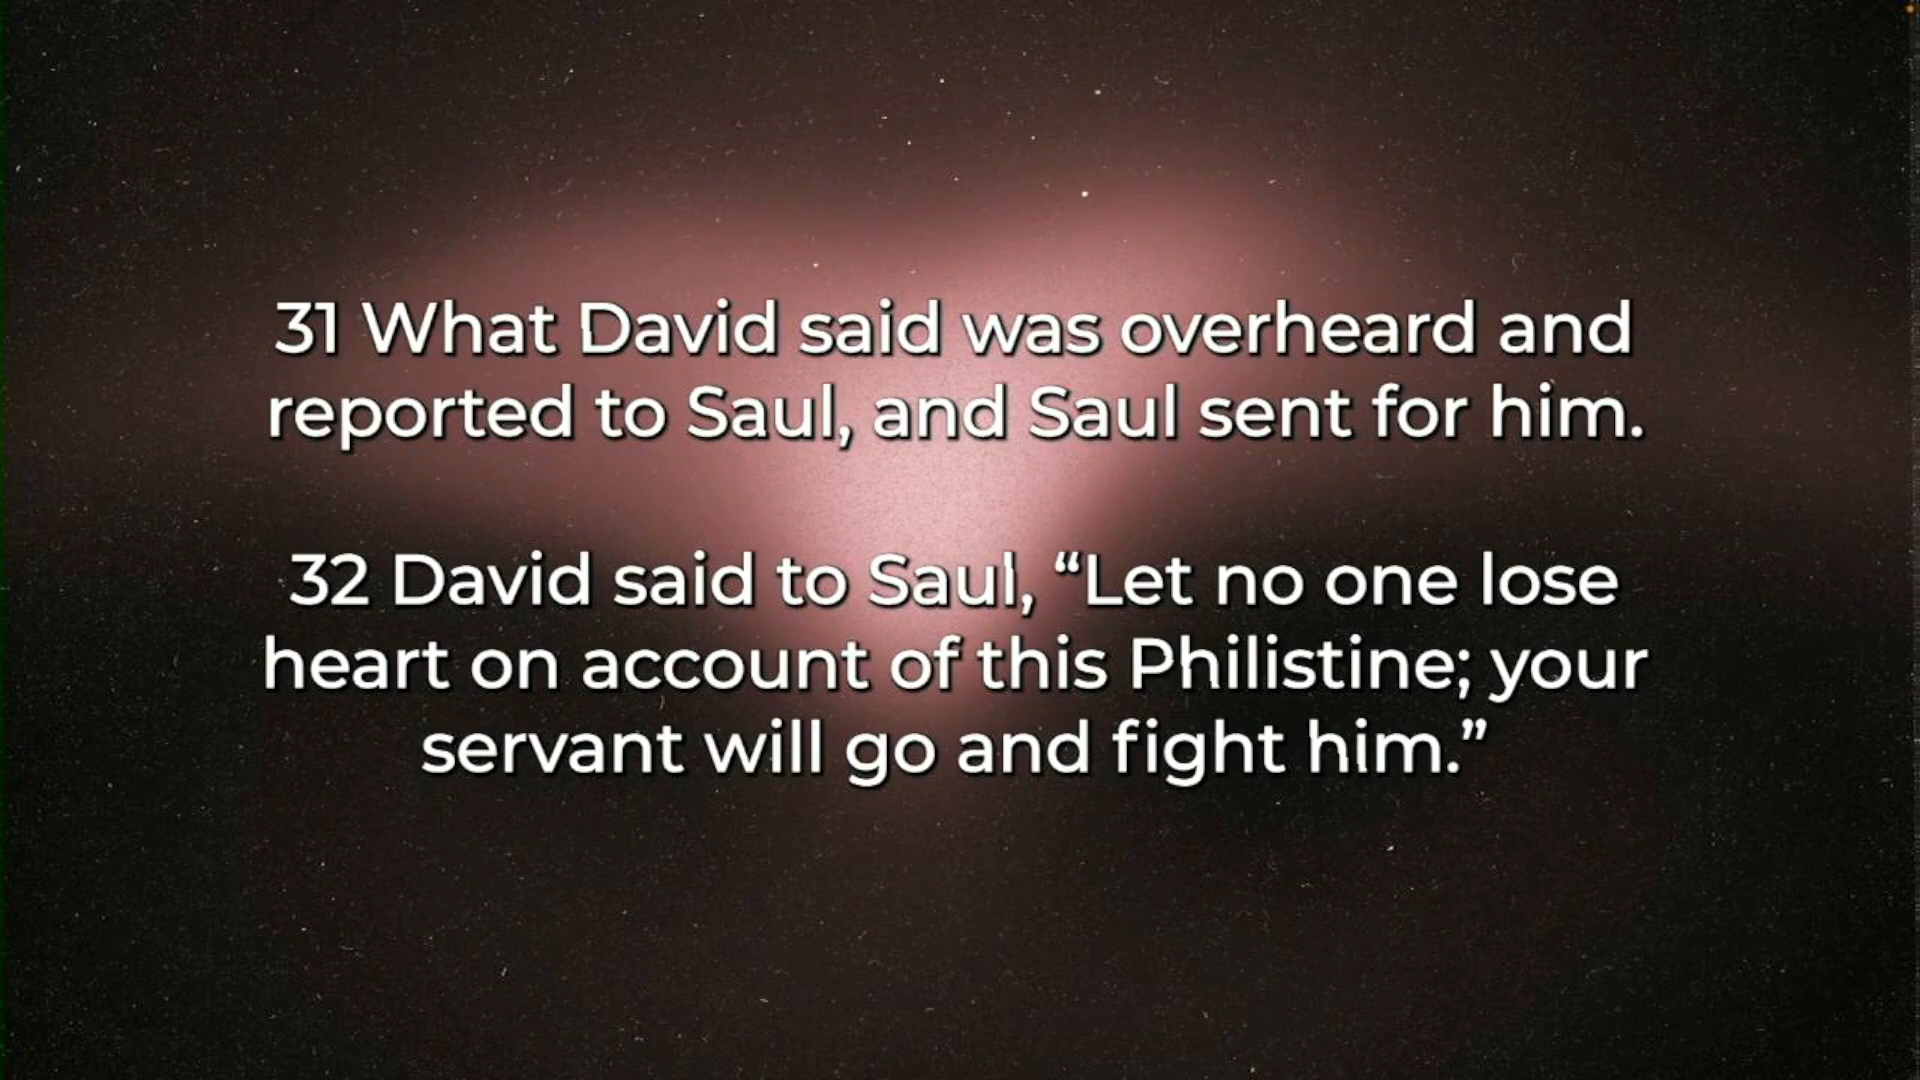 31 What David said was overheard and
reported to Saul, and Saul sent for him.
32 David said to Saul, “Let no one lose
heart on account of this Philistine; your
servant will go and fight him.”